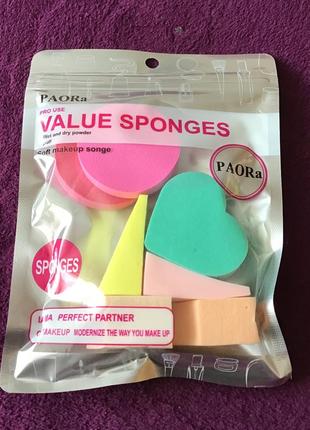 PAORa
PRO USE
VALUE SPONGES
Wet and dry powder
puff
Soft makeup songe
PAORa
SPONGES
PERFECT PARTNER
MAKEUP MODERNIZE THE WAY YOU MAKE UP